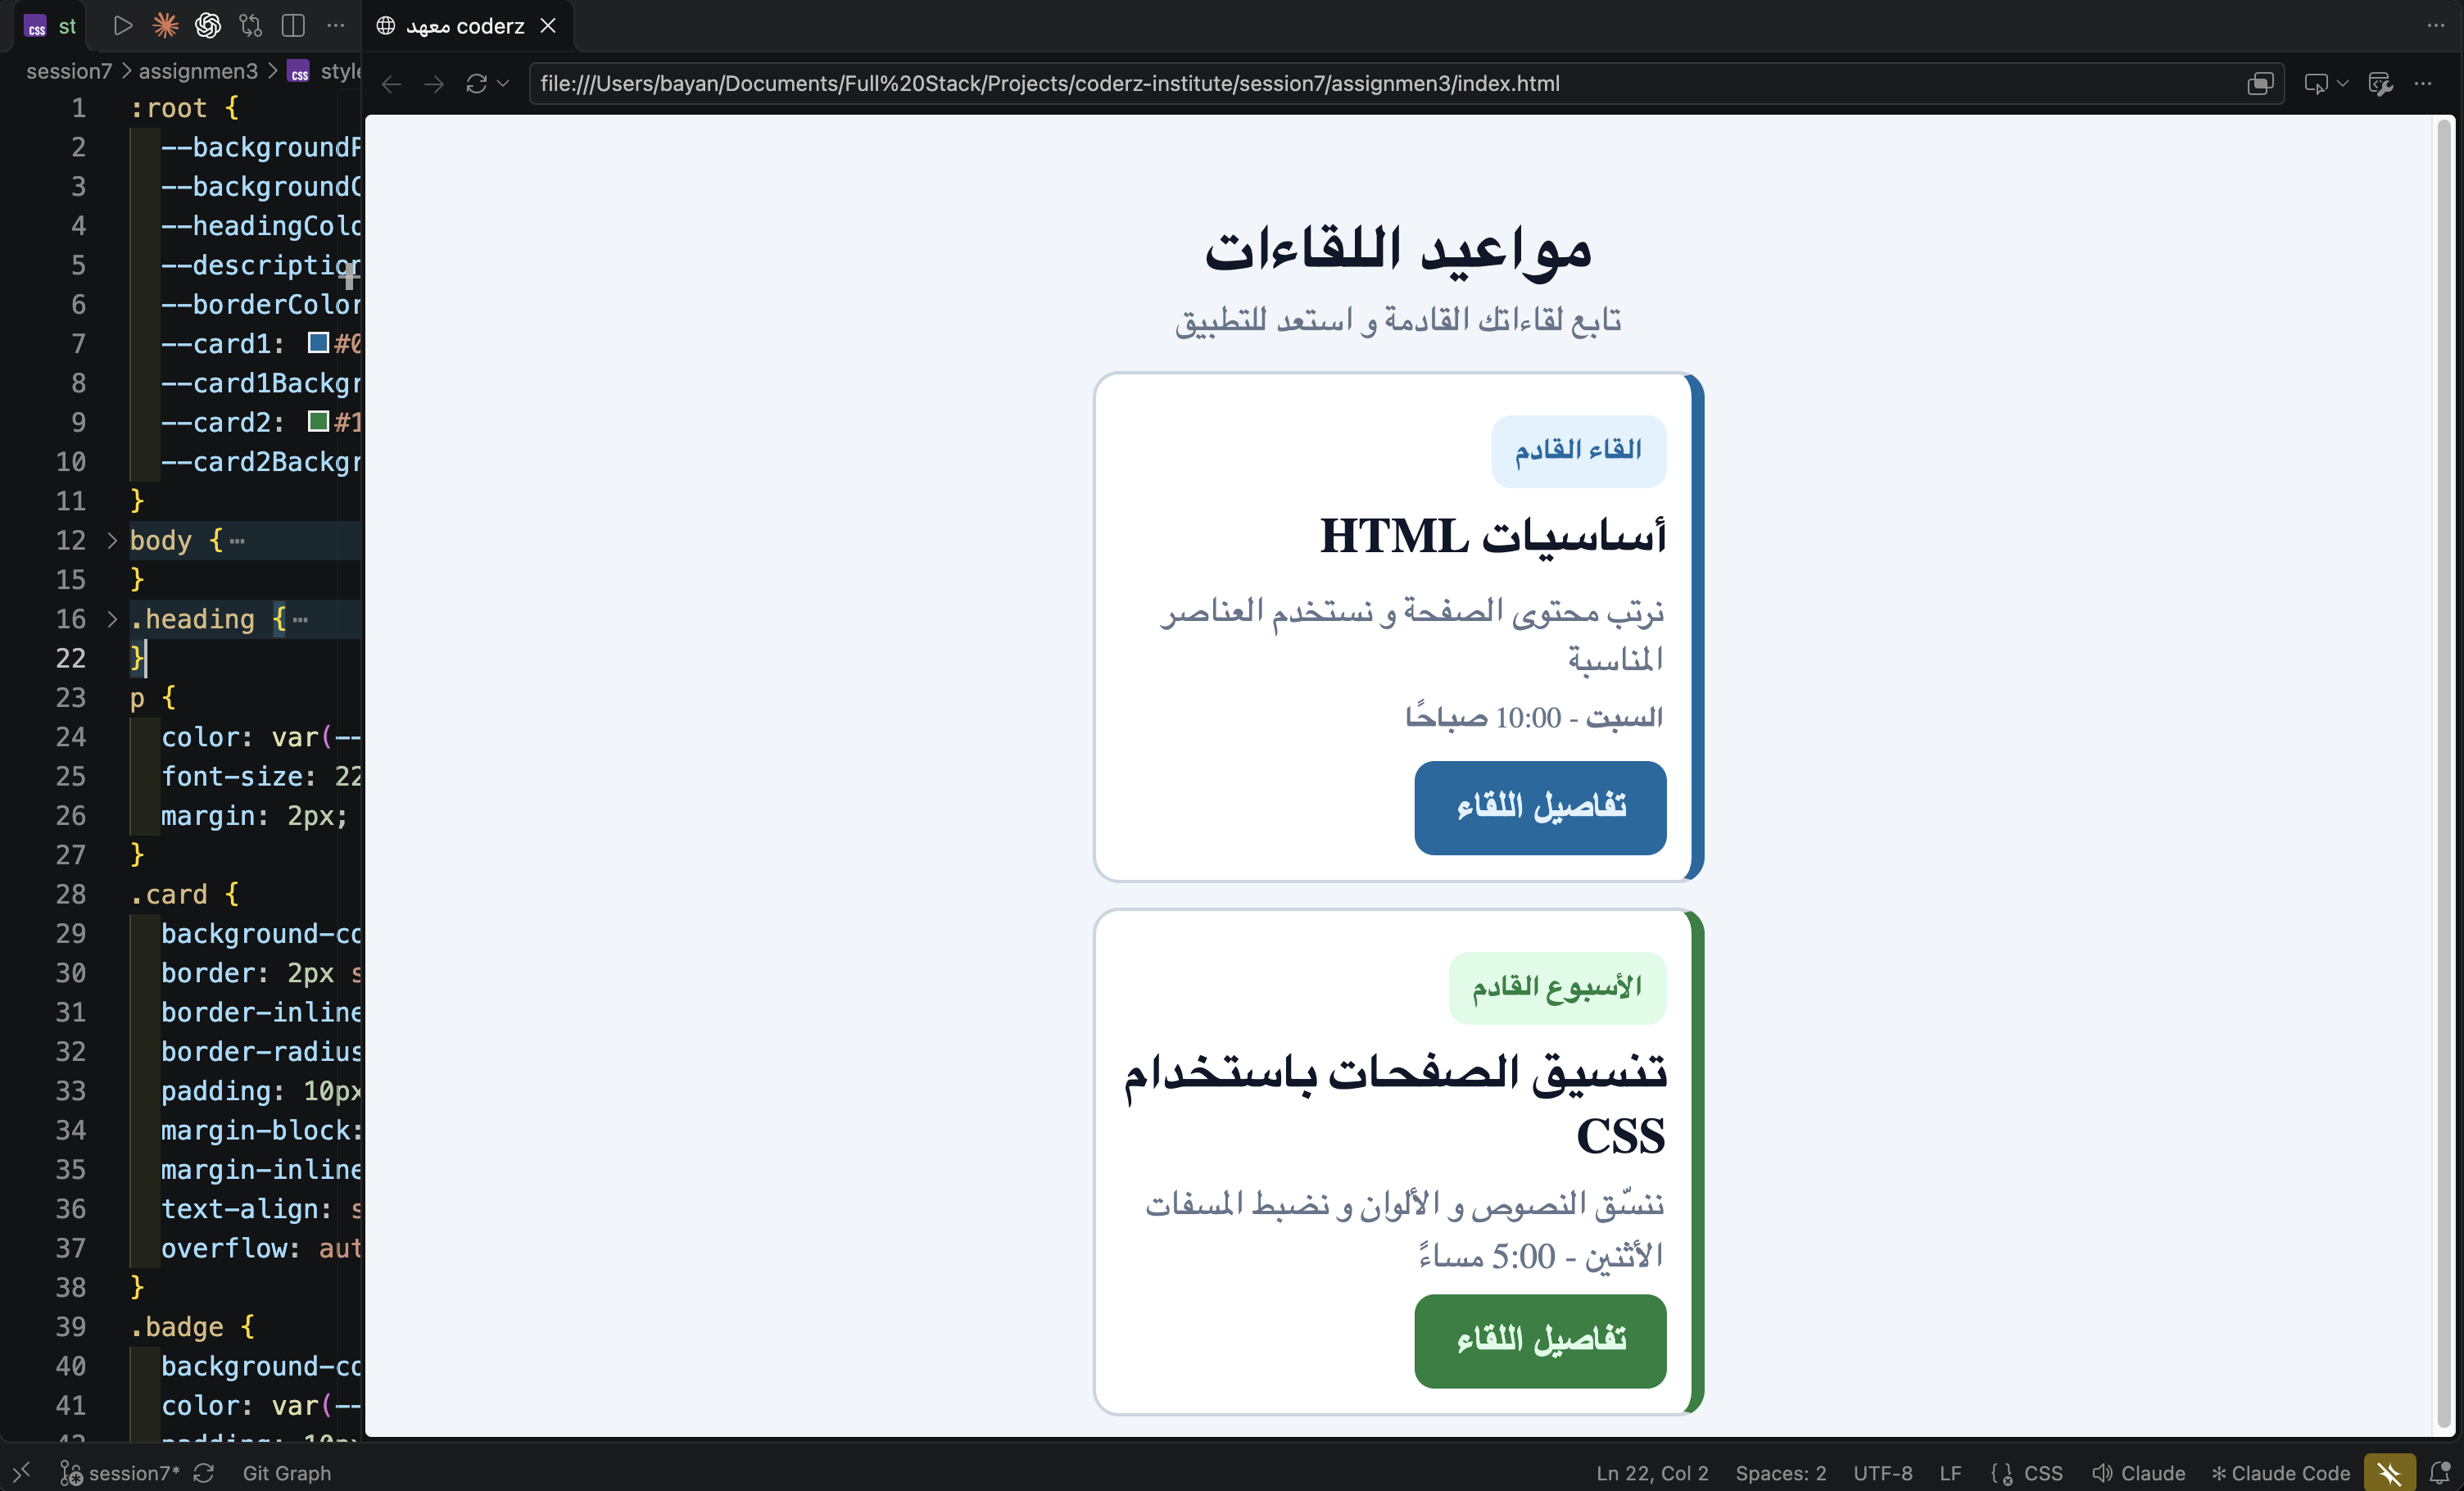 st
معهد coderz
session7 > assignmen3 > style
file:///Users/bayan/Documents/Full%20Stack/Projects/coderz-institute/session7/assignmen3/index.html
1 :root {
2 --backgroundP
3 --backgroundC
4 --headingColo
5 --description
6 --borderColor
7 --card1: #0
8 --card1Backgr
9 --card2: #1
10 --card2Backgr
11 }
12 body { ⋯
15 }
16 .heading { ⋯
22 }
23 p {
24 color: var(--
25 font-size: 22
26 margin: 2px;
27 }
28 .card {
29 background-co
30 border: 2px s
31 border-inline
32 border-radius
33 padding: 10px
34 margin-block:
35 margin-inline
36 text-align: s
37 overflow: aut
38 }
39 .badge {
40 background-co
41 color: var(--
42 padding: 10px
مواعيد اللقاءات
تابع لقاءاتك القادمة و استعد للتطبيق
القاء القادم
أساسيات HTML
نرتب محتوى الصفحة و نستخدم العناصر
المناسبة
السبت - 10:00 صباحًا
تفاصيل اللقاء
الأسبوع القادم
تنسيق الصفحات باستخدام
CSS
ننسّق النصوص و الألوان و نضبط المسفات
الأثنين - 5:00 مساءً
تفاصيل اللقاء
session7* Git Graph Ln 22, Col 2 Spaces: 2 UTF-8 LF CSS Claude Claude Code